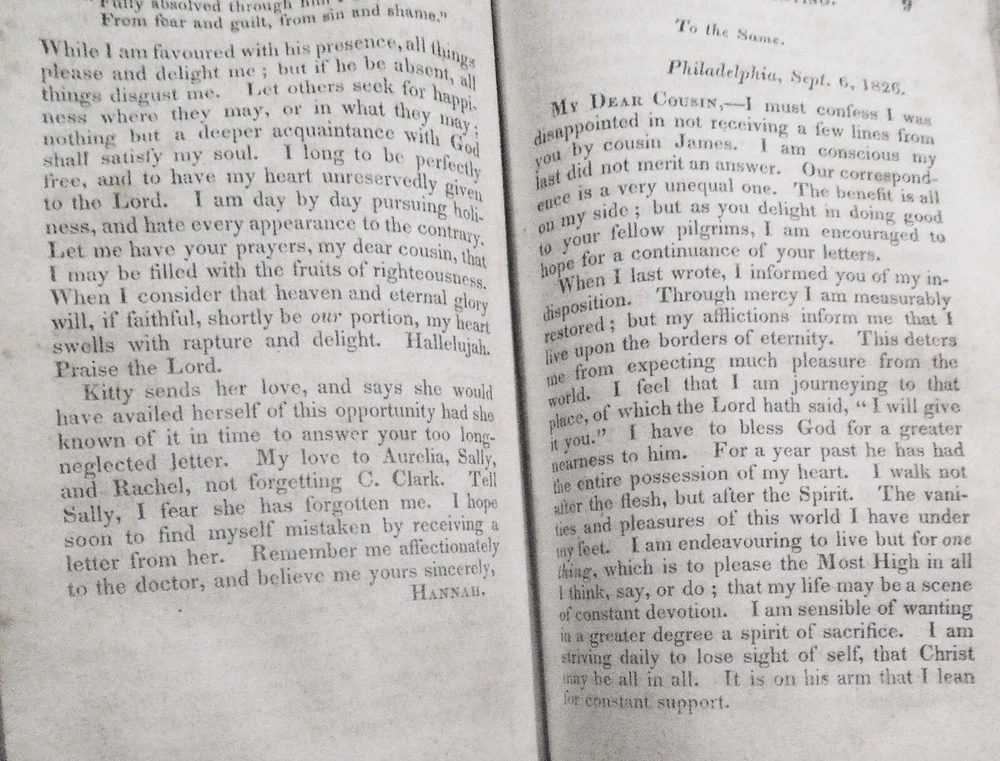 "Fully absolved through him I
From fear and guilt, from sin and shame."
While I am favoured with his presence, all things
please and delight me; but if he be absent, all
things disgust me. Let others seek for happi-
ness where they may, or in what they may;
nothing but a deeper acquaintance with God
shall satisfy my soul. I long to be perfectly
free, and to have my heart unreservedly given
to the Lord. I am day by day pursuing holi-
ness, and hate every appearance to the contrary.
Let me have your prayers, my dear cousin, that
I may be filled with the fruits of righteousness.
When I consider that heaven and eternal glory
will, if faithful, shortly be our portion, my heart
swells with rapture and delight. Hallelujah.
Praise the Lord.
Kitty sends her love, and says she would
have availed herself of this opportunity had she
known of it in time to answer your too long-
neglected letter. My love to Aurelia, Sally,
and Rachel, not forgetting C. Clark. Tell
Sally, I fear she has forgotten me. I hope
soon to find myself mistaken by receiving a
letter from her. Remember me affectionately
to the doctor, and believe me yours sincerely,
HANNAH.
9
To the Same.
Philadelphia, Sept. 6, 1826.
MY DEAR COUSIN,—I must confess I was
disappointed in not receiving a few lines from
you by cousin James. I am conscious my
last did not merit an answer. Our correspond-
ence is a very unequal one. The benefit is all
on my side; but as you delight in doing good
to your fellow pilgrims, I am encouraged to
hope for a continuance of your letters.
When I last wrote, I informed you of my in-
disposition. Through mercy I am measurably
restored; but my afflictions inform me that I
live upon the borders of eternity. This deters
me from expecting much pleasure from the
world. I feel that I am journeying to that
place, of which the Lord hath said, "I will give
it you." I have to bless God for a greater
nearness to him. For a year past he has had
the entire possession of my heart. I walk not
after the flesh, but after the Spirit. The vani-
ties and pleasures of this world I have under
my feet. I am endeavouring to live but for one
thing, which is to please the Most High in all
I think, say, or do; that my life may be a scene
of constant devotion. I am sensible of wanting
in a greater degree a spirit of sacrifice. I am
striving daily to lose sight of self, that Christ
may be all in all. It is on his arm that I lean
for constant support.